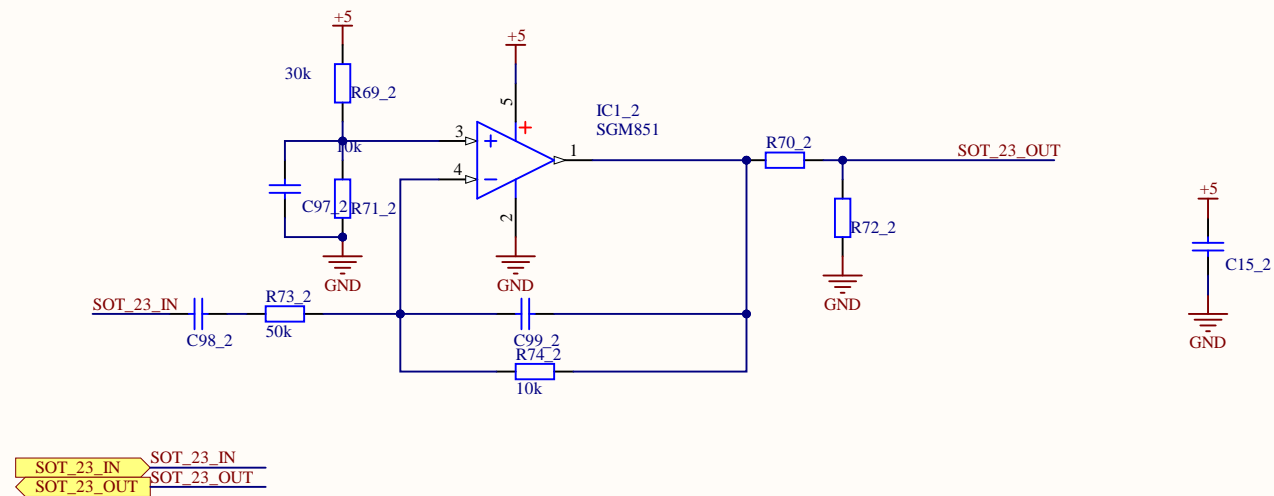 +5
+5
30k
R69_2
5
IC1_2
SGM851
3
10k
1
R70_2
SOT_23_OUT
4
C97_2
R71_2
2
R72_2
+5
C15_2
GND
GND
GND
GND
SOT_23_IN
R73_2
50k
C98_2
C99_2
R74_2
10k
SOT_23_IN
SOT_23_IN
SOT_23_OUT
SOT_23_OUT